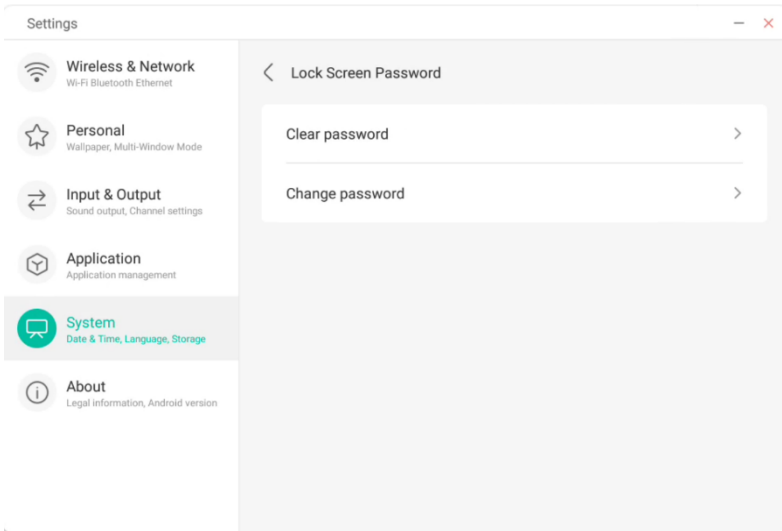 Settings
Wireless & Network
Wi-Fi Bluetooth Ethernet
Personal
Wallpaper, Multi-Window Mode
Input & Output
Sound output, Channel settings
Application
Application management
System
Date & Time, Language, Storage
About
Legal information, Android version
Lock Screen Password
Clear password
Change password